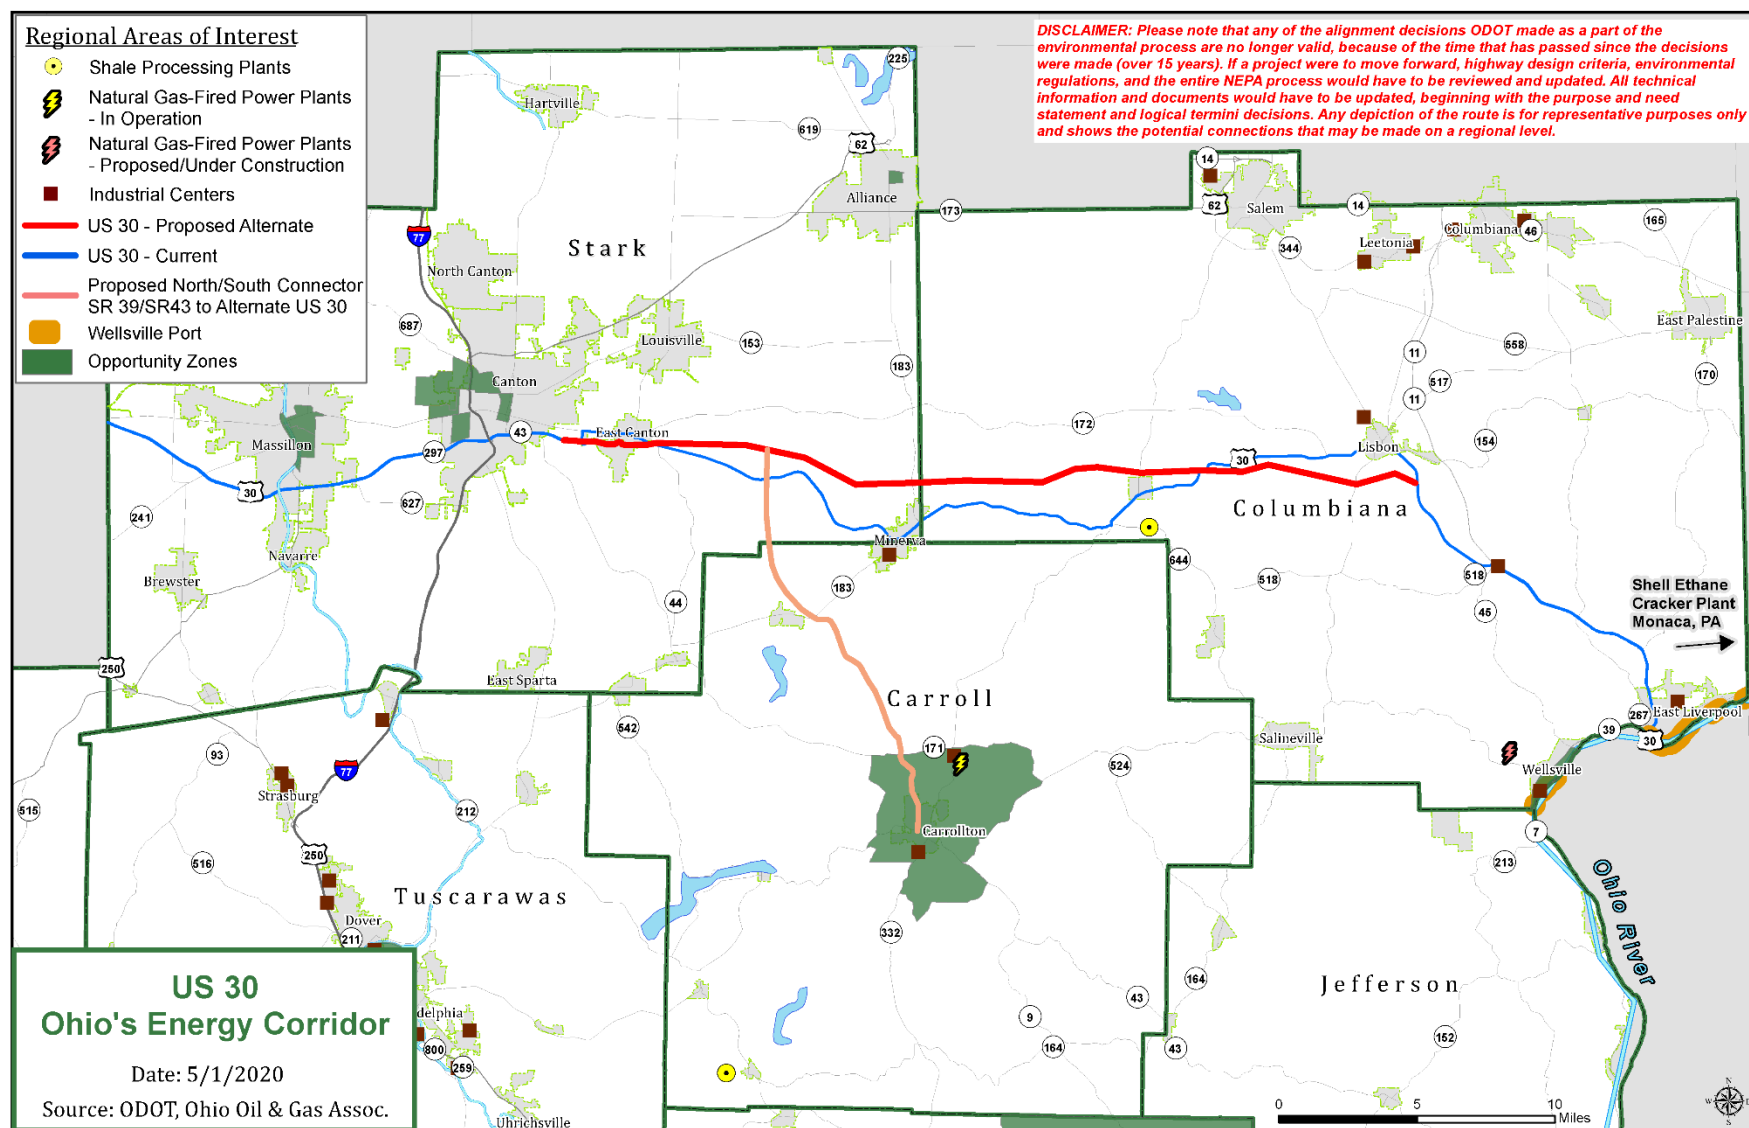 Regional Areas of Interest
Shale Processing Plants
Natural Gas-Fired Power Plants
- In Operation
Natural Gas-Fired Power Plants
- Proposed/Under Construction
Industrial Centers
US 30 - Proposed Alternate
US 30 - Current
Proposed North/South Connector
SR 39/SR43 to Alternate US 30
Wellsville Port
Opportunity Zones
DISCLAIMER: Please note that any of the alignment decisions ODOT made as a part of the
environmental process are no longer valid, because of the time that has passed since the decisions
were made (over 15 years). If a project were to move forward, highway design criteria, environmental
regulations, and the entire NEPA process would have to be reviewed and updated. All technical
information and documents would have to be updated, beginning with the purpose and need
statement and logical termini decisions. Any depiction of the route is for representative purposes only
and shows the potential connections that may be made on a regional level.
225
Hartville
619
62
14
Alliance
173
62
Salem
14
165
46
Columbiana
Leetonia
344
77
Stark
North Canton
687
Louisville
153
183
East Palestine
558
11
517
170
11
Canton
172
154
Lisbon
Massillon
43
East Canton
297
30
30
627
241
Columbiana
Navarre
Brewster
Minerva
183
644
518
518
45
44
Shell Ethane
Cracker Plant
Monaca, PA
250
East Sparta
Carroll
542
267
East Liverpool
39
30
Salineville
171
524
Wellsville
93
77
Strasburg
515
212
Carrollton
7
250
213
516
Tuscarawas
Dover
211
332
Ohio River
164
Jefferson
43
9
164
43
152
delphia
800
259
Uhrichsville
US 30
Ohio's Energy Corridor
Date: 5/1/2020
Source: ODOT, Ohio Oil & Gas Assoc.
0
5
10
Miles
N
W
S